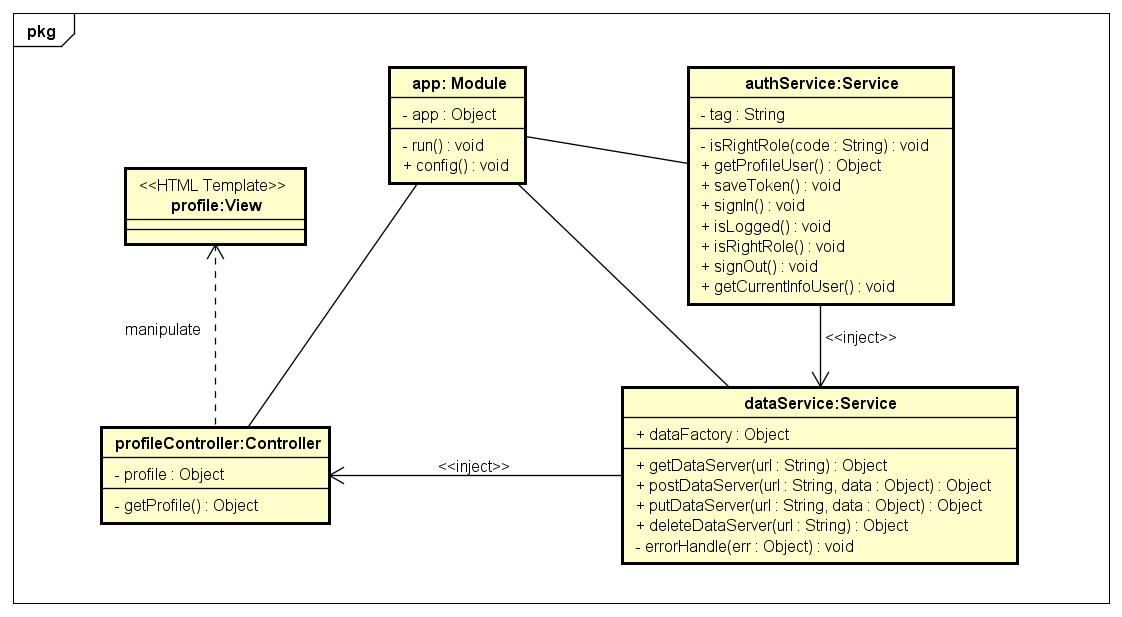 pkg
app: Module
- app : Object
- run() : void
+ config() : void
authService:Service
- tag : String
- isRightRole(code : String) : void
+ getProfileUser() : Object
+ saveToken() : void
+ signIn() : void
+ isLogged() : void
+ isRightRole() : void
+ signOut() : void
+ getCurrentInfoUser() : void
<<HTML Template>>
profile:View
manipulate
<<inject>>
dataService:Service
+ dataFactory : Object
+ getDataServer(url : String) : Object
+ postDataServer(url : String, data : Object) : Object
+ putDataServer(url : String, data : Object) : Object
+ deleteDataServer(url : String) : Object
- errorHandle(err : Object) : void
<<inject>>
profileController:Controller
- profile : Object
- getProfile() : Object